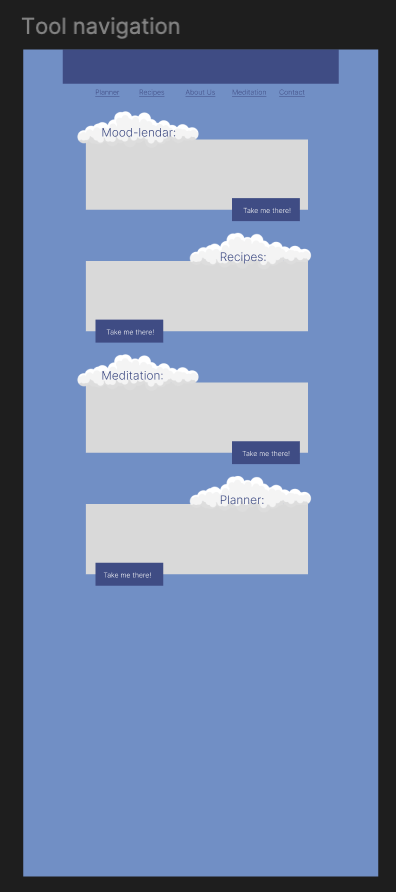 Tool navigation
Planner Recipes About Us Meditation Contact
Mood-lendar:
Take me there!
Recipes:
Take me there!
Meditation:
Take me there!
Planner:
Take me there!